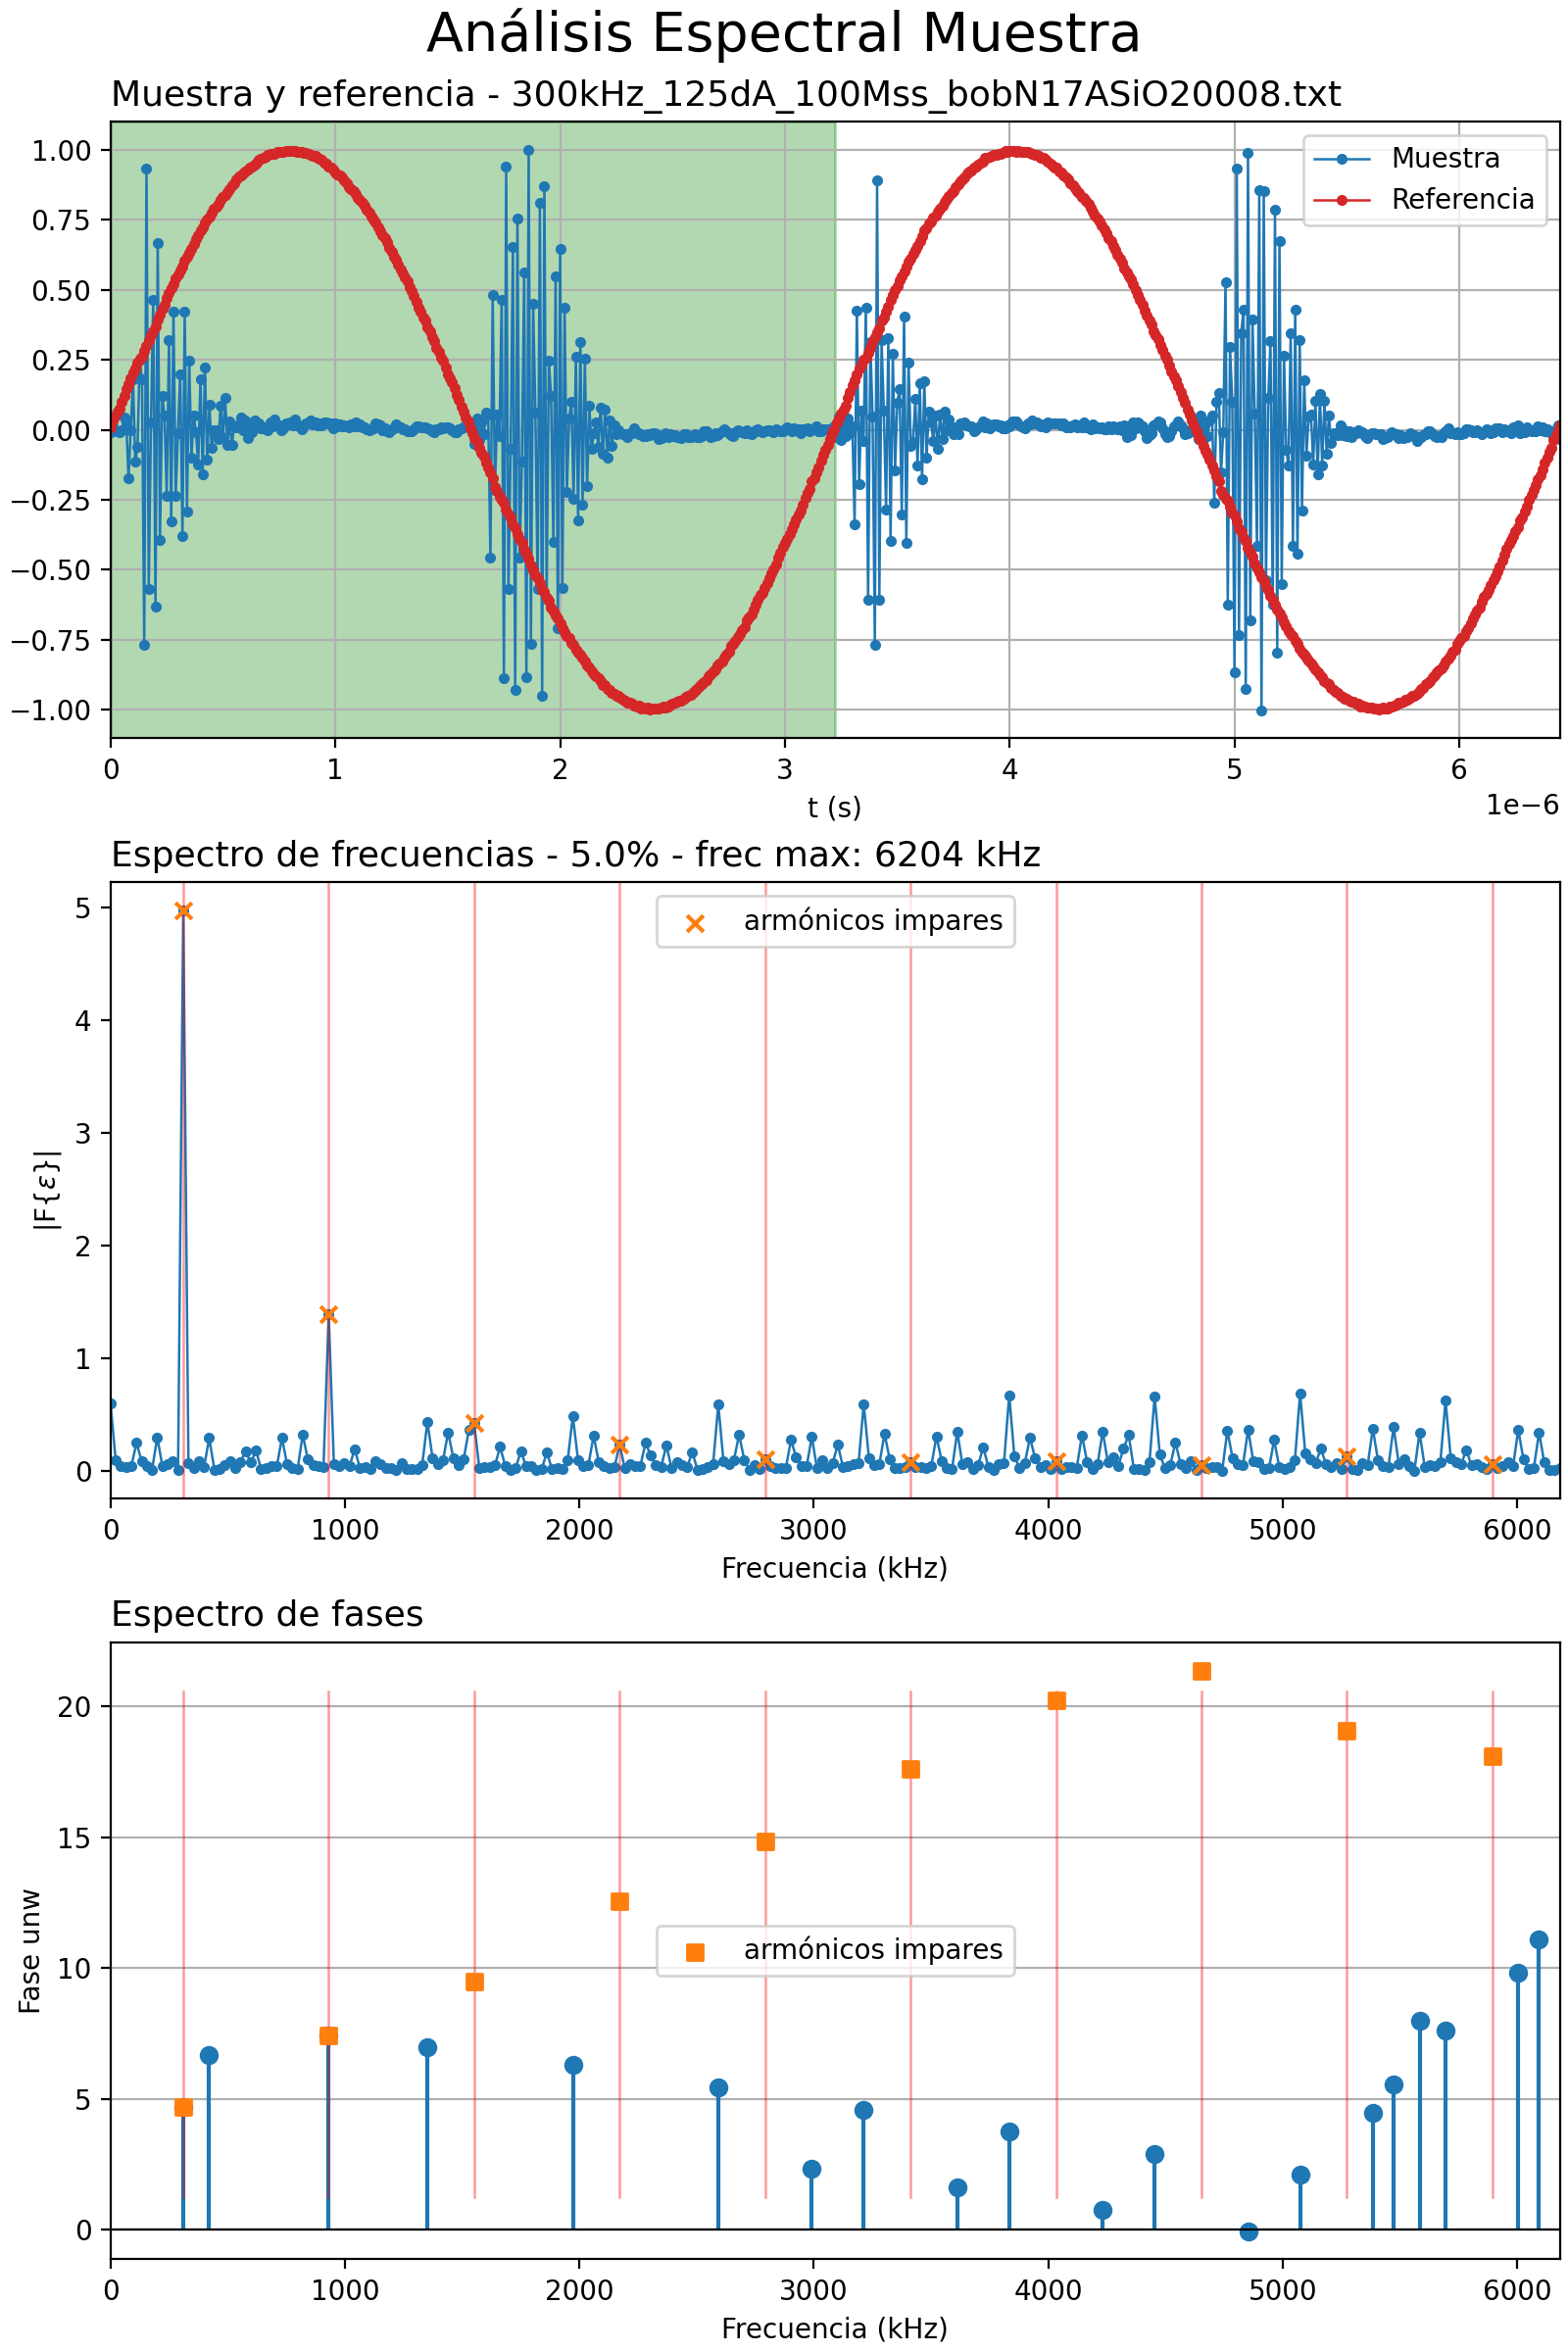 Análisis Espectral Muestra
Muestra y referencia - 300kHz_125dA_100Mss_bobN17ASiO20008.txt
1.00
0.75
0.50
0.25
0.00
−0.25
−0.50
−0.75
−1.00
Muestra
Referencia
0 1 2 3 4 5 6
t (s)
1e−6
Espectro de frecuencias - 5.0% - frec max: 6204 kHz
5
4
3
2
1
0
|F{ε}|
armónicos impares
0 1000 2000 3000 4000 5000 6000
Frecuencia (kHz)
Espectro de fases
20
15
10
5
0
Fase unw
armónicos impares
0 1000 2000 3000 4000 5000 6000
Frecuencia (kHz)